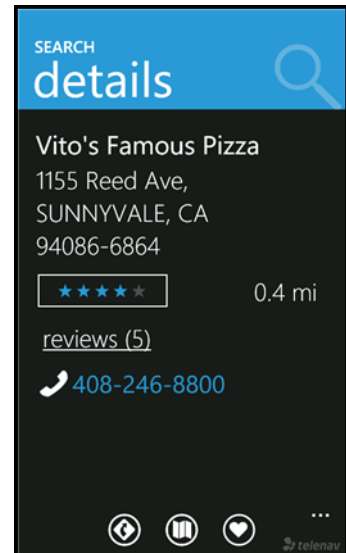 SEARCH
details
Vito's Famous Pizza
1155 Reed Ave,
SUNNYVALE, CA
94086-6864
0.4 mi
reviews (5)
408-246-8800
...
telenav